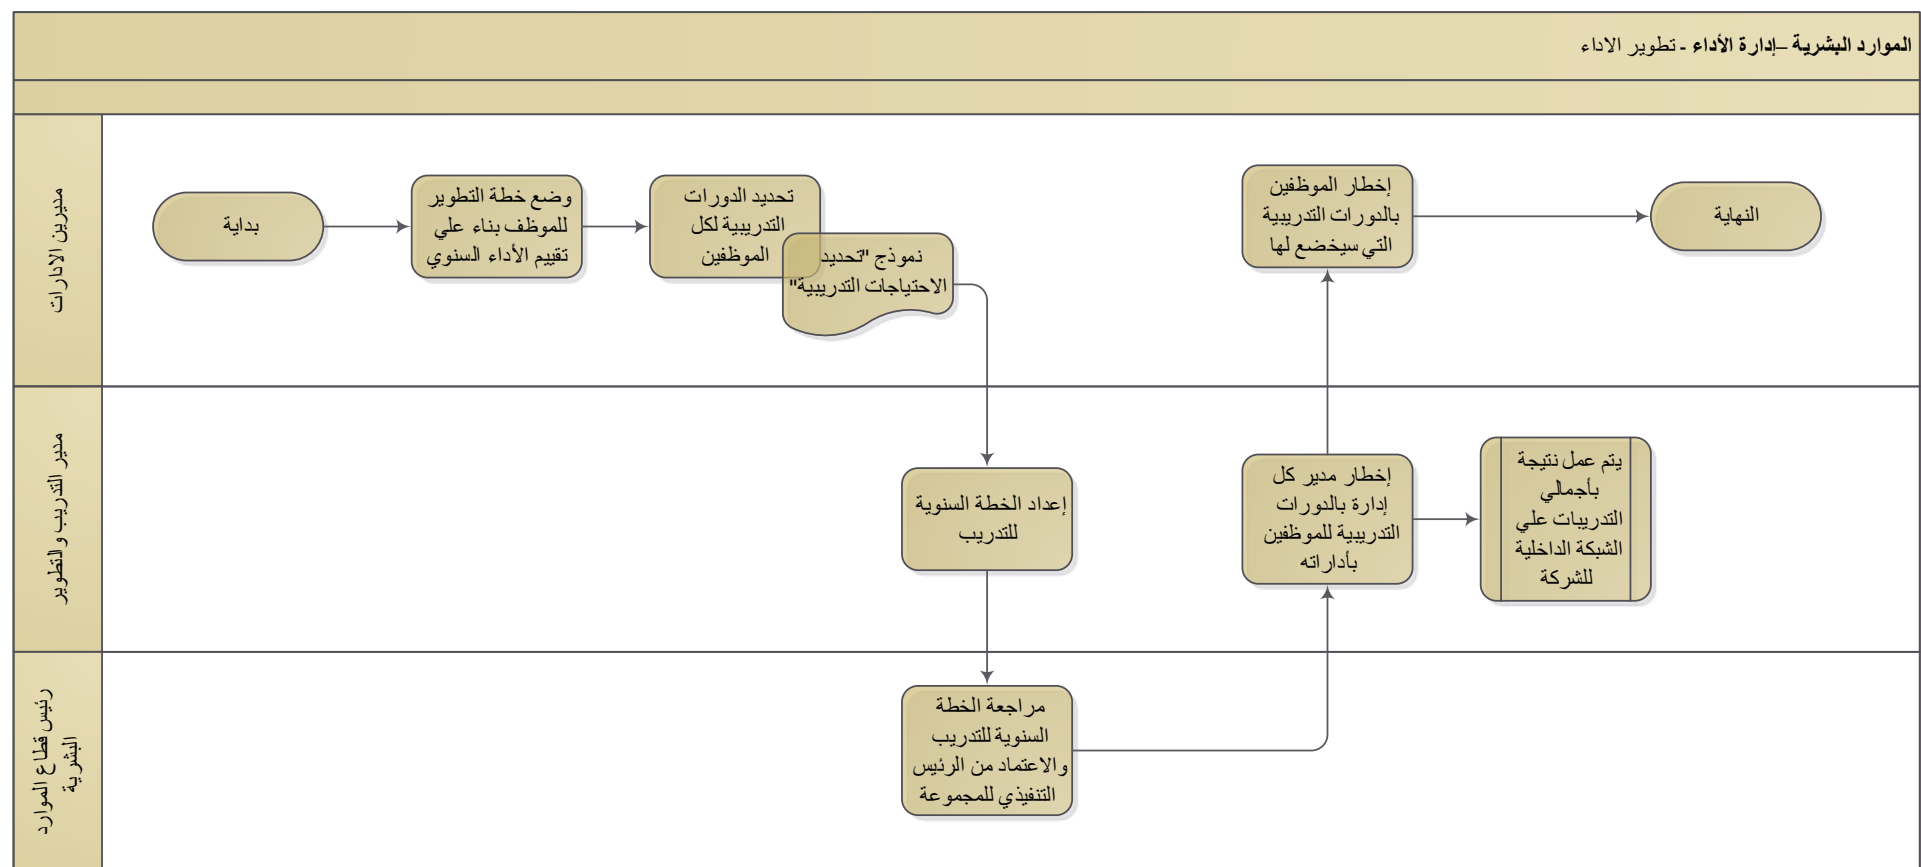 الموارد البشرية –إدارة الأداء - تطوير الاداء
مديرين الادارات
بداية
وضع خطة التطوير
للموظف بناء علي
تقييم الأداء السنوي
تحديد الدورات
التدريبية لكل
الموظفين
نموذج "تحديد
الاحتياجات التدريبية"
إخطار الموظفين
بالدورات التدريبية
التي سيخضع لها
النهاية
مدير التدريب والتطوير
إعداد الخطة السنوية
للتدريب
إخطار مدير كل
إدارة بالدورات
التدريبية للموظفين
بأداراته
يتم عمل نتيجة
بأجمالي
التدريبات علي
الشبكة الداخلية
للشركة
رئيس قطاع الموارد
البشرية
مراجعة الخطة
السنوية للتدريب
والاعتماد من الرئيس
التنفيذي للمجموعة